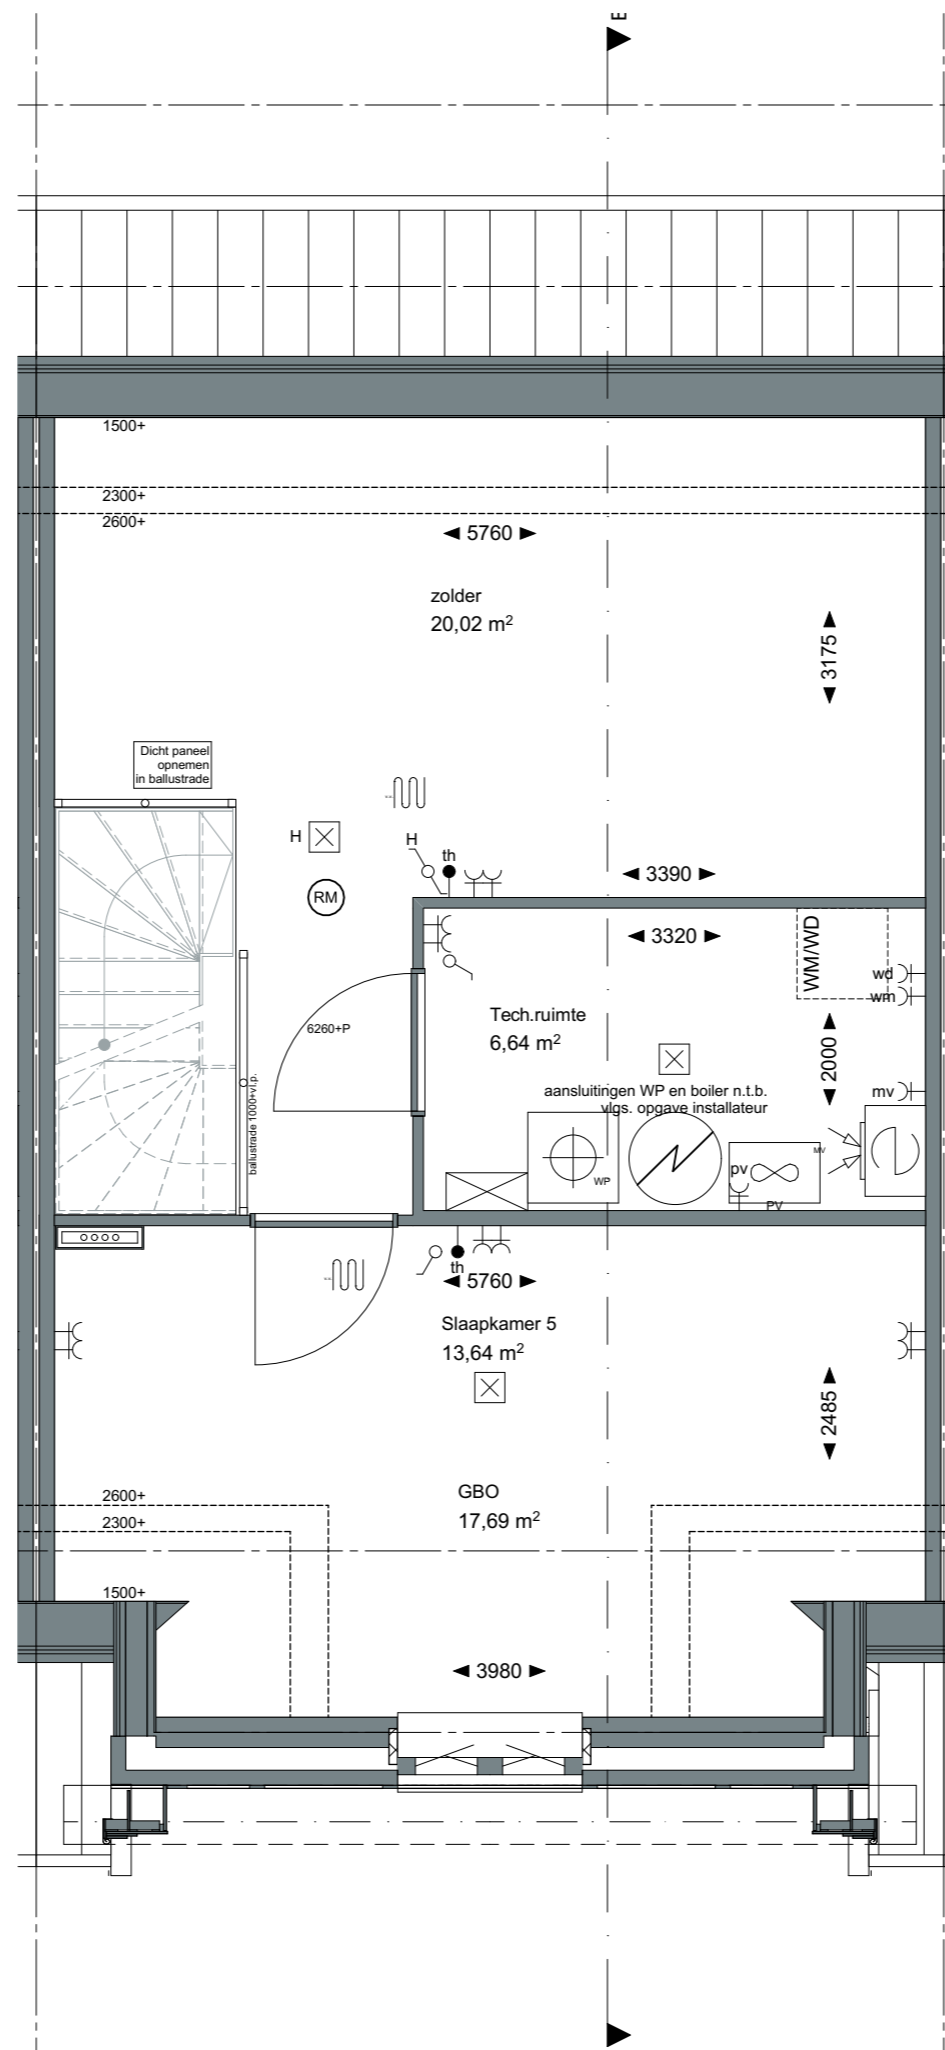 B
1500+
2300+
2600+
5760
zolder
20,02 m²
3175
Dicht paneel
opnemen
in ballustrade
H
H
th
RM
3390
3320
WM/WD
wd
wm
Tech.ruimte
6,64 m²
6260+P
2000
aansluitingen WP en boiler n.t.b.
vlgs. opgave installateur
mv
ballustrade 1000+vl.p.
WP
pv
MV
PV
th
5760
Slaapkamer 5
13,64 m²
2485
GBO
17,69 m²
2600+
2300+
1500+
3980